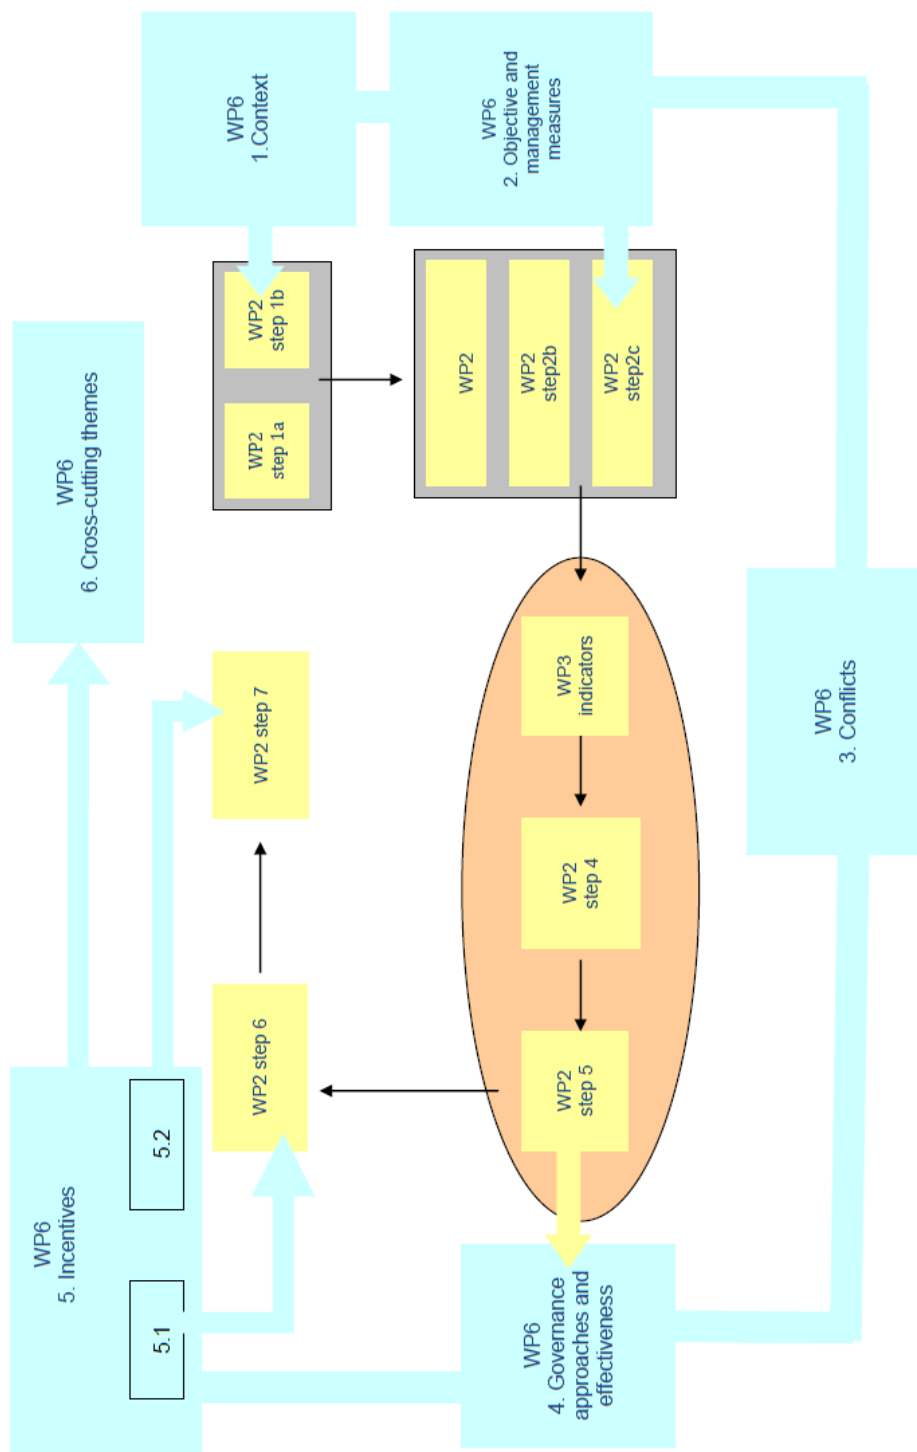 WP6
1.Context
WP6
2. Objective and
management
measures
WP2
step 1a
WP2
step 1b
WP2
WP2
step2b
WP2
step2c
WP6
6. Cross-cutting themes
WP2 step 7
WP3
indicators
WP6
3. Conflicts
WP2
step 4
WP2 step 6
WP2
step 5
WP6
5. Incentives
5.1
5.2
WP6
4. Governance
approaches and
effectiveness